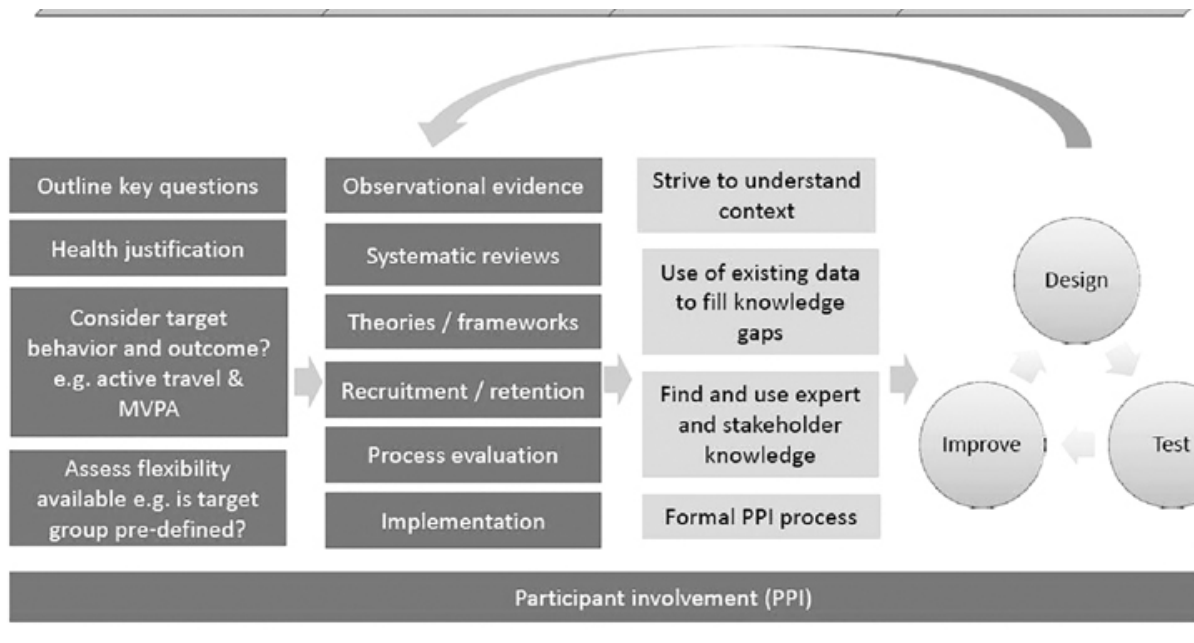 Outline key questions
Health justification
Consider target
behavior and outcome?
e.g. active travel &
MVPA
Assess flexibility
available e.g. is target
group pre-defined?
Observational evidence
Systematic reviews
Theories / frameworks
Recruitment / retention
Process evaluation
Implementation
Strive to understand
context
Use of existing data
to fill knowledge
gaps
Find and use expert
and stakeholder
knowledge
Formal PPI process
Design
Improve
Test
Participant involvement (PPI)